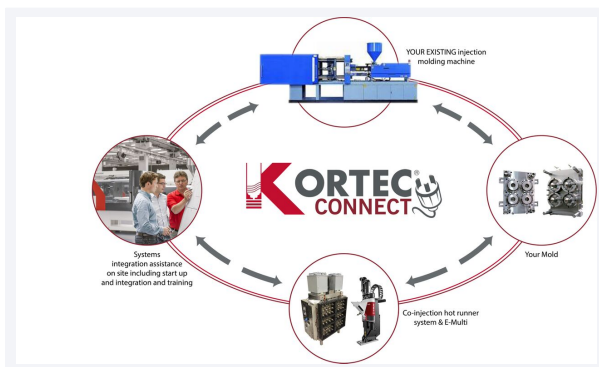 YOUR EXISTING injection
molding machine
KORTEC®
CONNECT
Your Mold
Systems
integration assistance
on site including start up
and integration and training
Co-injection hot runner
system & E-Multi